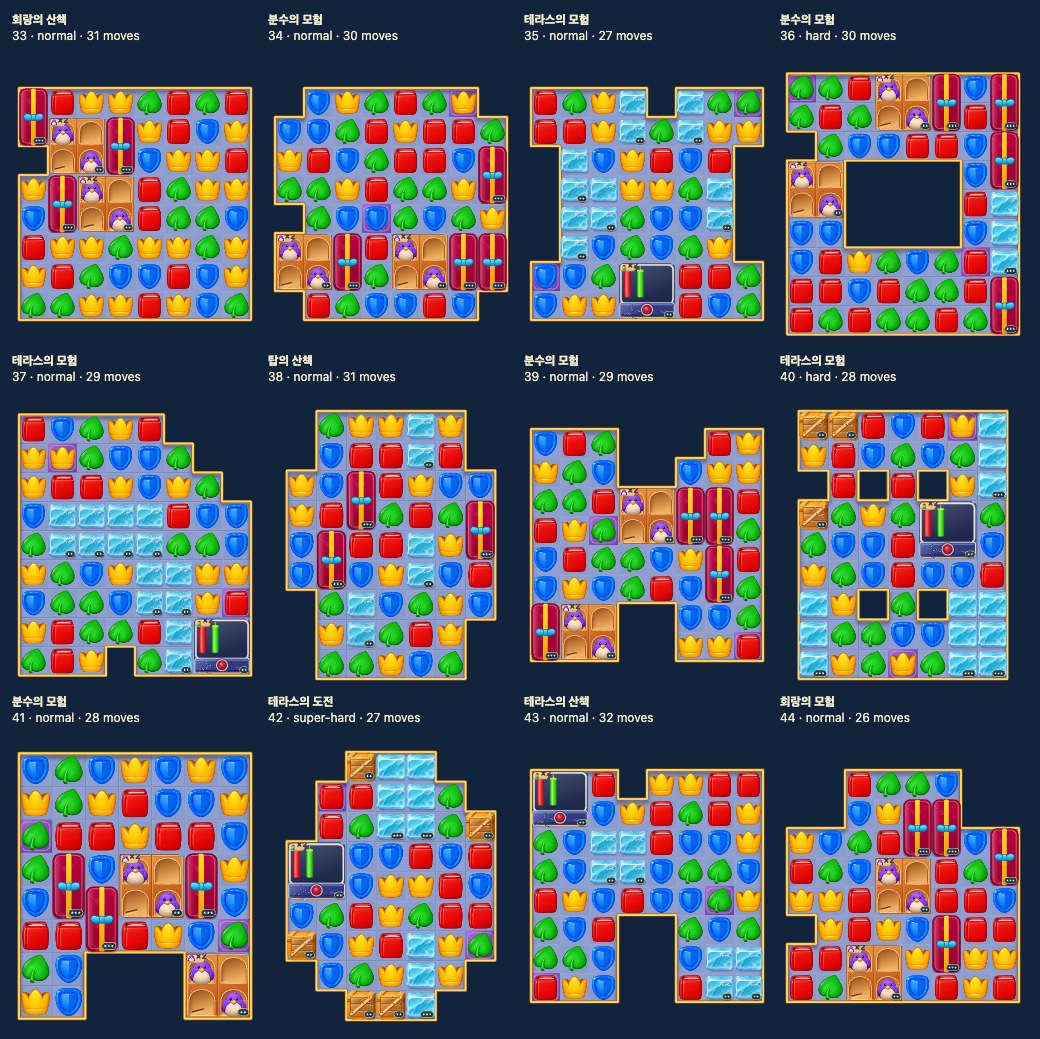 회랑의 산책
33 · normal · 31 moves
분수의 모험
34 · normal · 30 moves
테라스의 모험
35 · normal · 27 moves
분수의 모험
36 · hard · 30 moves
테라스의 모험
37 · normal · 29 moves
탑의 산책
38 · normal · 31 moves
분수의 모험
39 · normal · 29 moves
테라스의 모험
40 · hard · 28 moves
분수의 모험
41 · normal · 28 moves
테라스의 도전
42 · super-hard · 27 moves
테라스의 산책
43 · normal · 32 moves
회랑의 모험
44 · normal · 26 moves